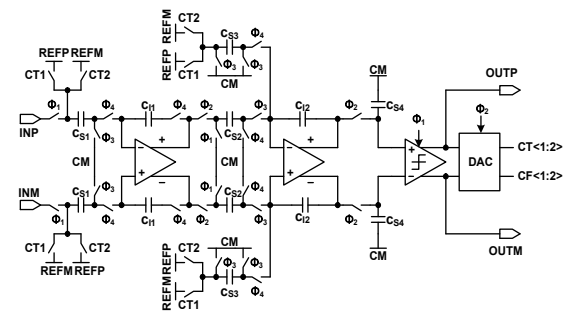 REFM
CT2
REFP
CT1
CS3
Φ4
Φ3
Φ3
CM
REFP REFM
CT1
CT2
Φ1
INP
CS1
Φ4
Φ3
CI1
Φ4
Φ2
Φ1
CS2
Φ3
CI2
Φ2
CM
CS4
Φ1
OUTP
Φ2
CM
+
−
CM
+
−
+
−
DAC
CT<1:2>
CF<1:2>
INM
Φ1
CS1
Φ3
Φ4
CI1
Φ4
Φ1
Φ2
CS2
Φ3
Φ3
CI2
Φ2
CS4
CM
OUTM
CT1
CT2
REFM REFP
CM
REFP
CT2
REFM
CT1
Φ3
Φ3
CS3
Φ4